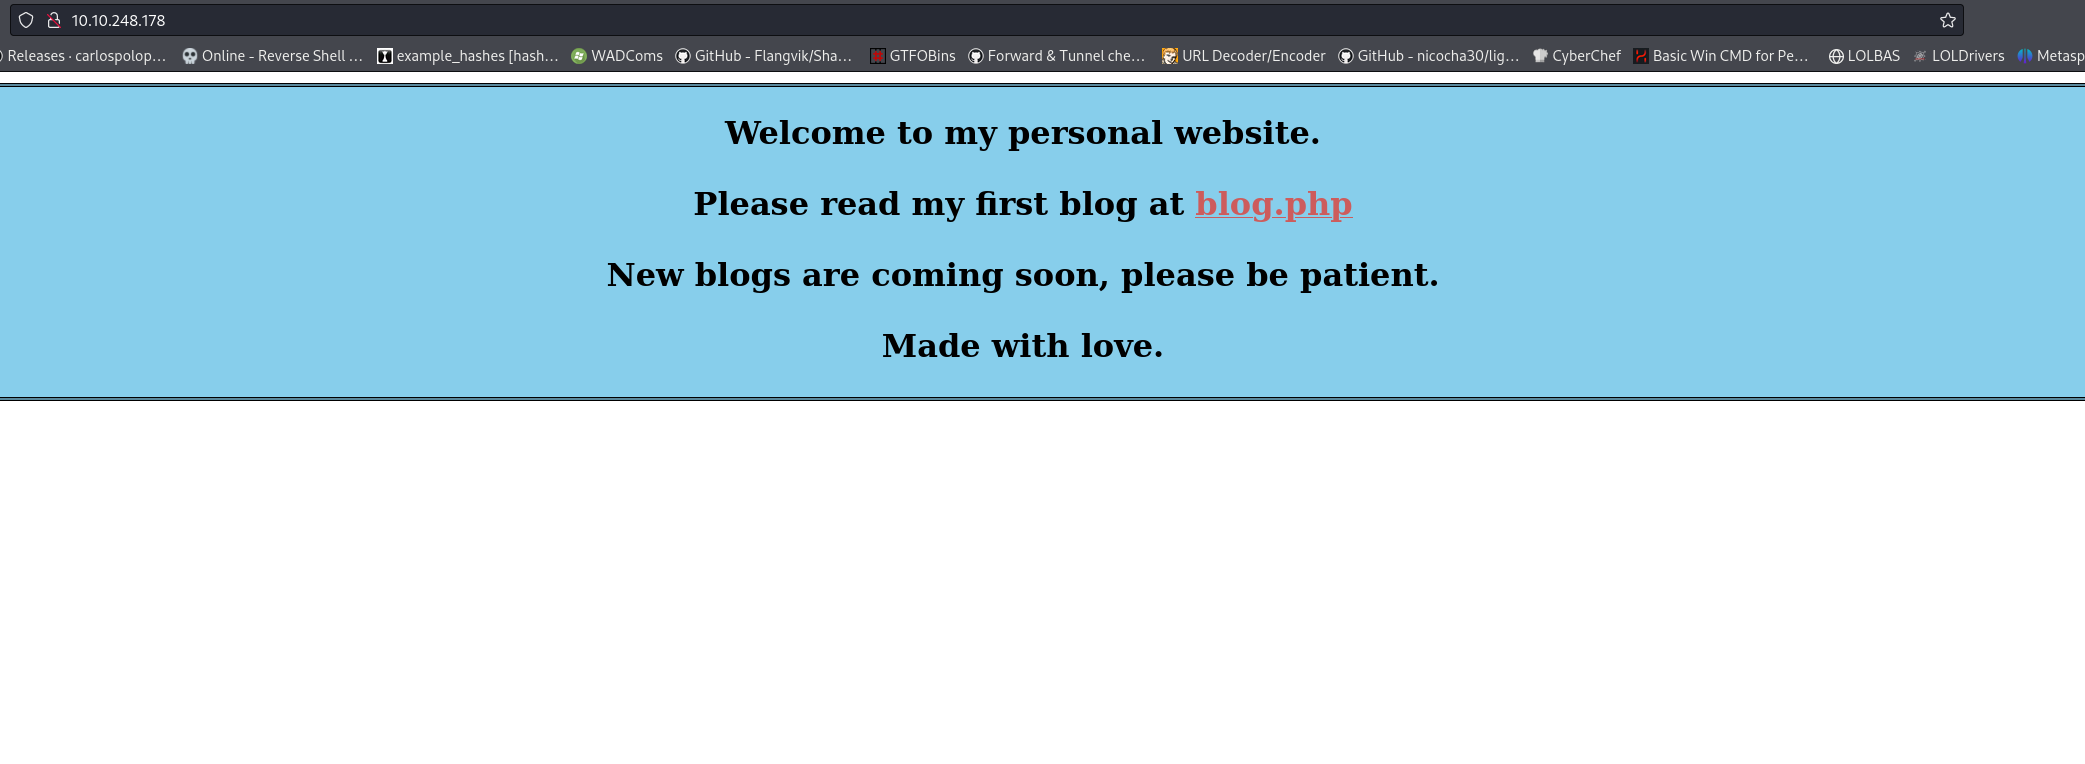 10.10.248.178
Releases · carlospolop… Online - Reverse Shell … example_hashes [hash… WADComs GitHub - Flangvik/Sha… GTFOBins Forward & Tunnel che… URL Decoder/Encoder GitHub - nicocha30/lig… CyberChef Basic Win CMD for Pe… LOLBAS LOLDrivers Metasp
Welcome to my personal website.
Please read my first blog at blog.php
New blogs are coming soon, please be patient.
Made with love.